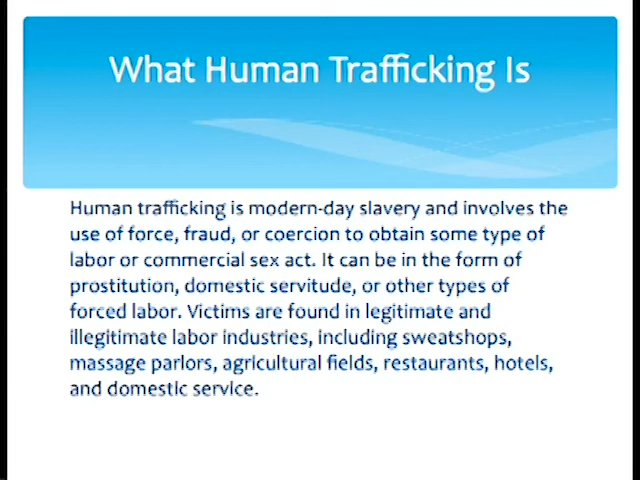 What Human Trafficking Is
Human trafficking is modern-day slavery and involves the
use of force, fraud, or coercion to obtain some type of
labor or commercial sex act. It can be in the form of
prostitution, domestic servitude, or other types of
forced labor. Victims are found in legitimate and
illegitimate labor industries, including sweatshops,
massage parlors, agricultural fields, restaurants, hotels,
and domestic service.